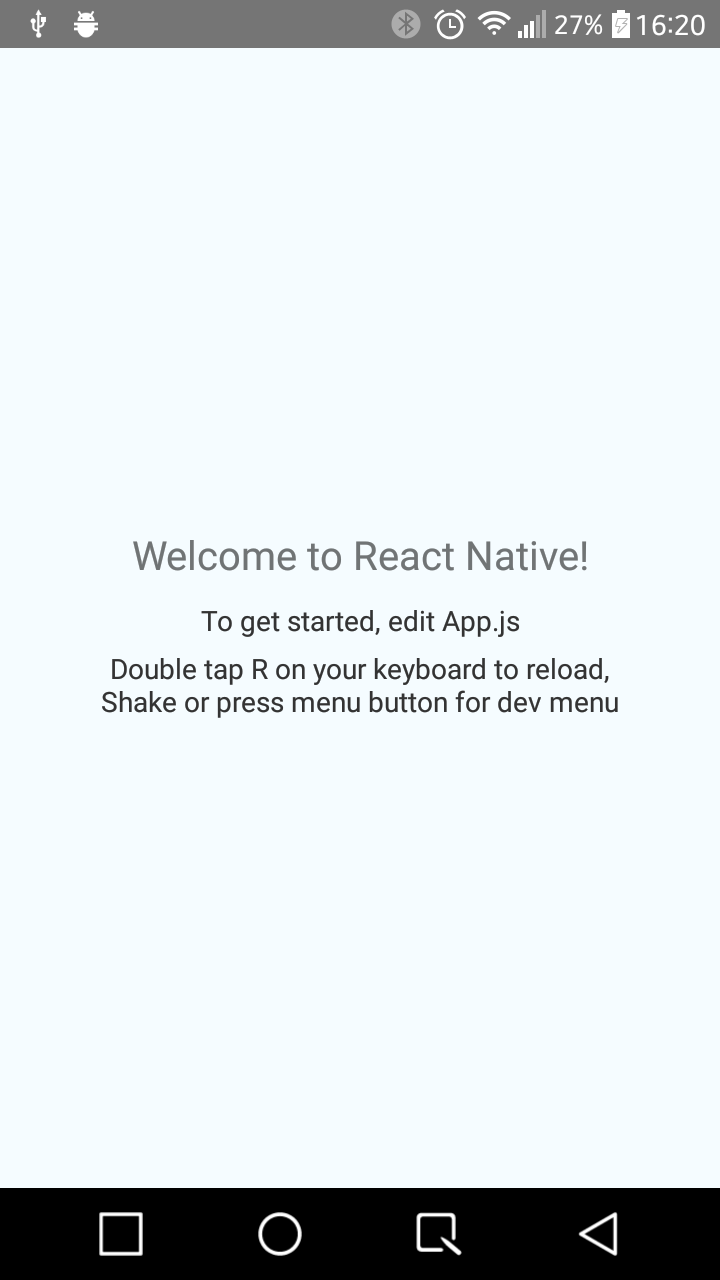 27% 16:20
Welcome to React Native!
To get started, edit App.js
Double tap R on your keyboard to reload,
Shake or press menu button for dev menu